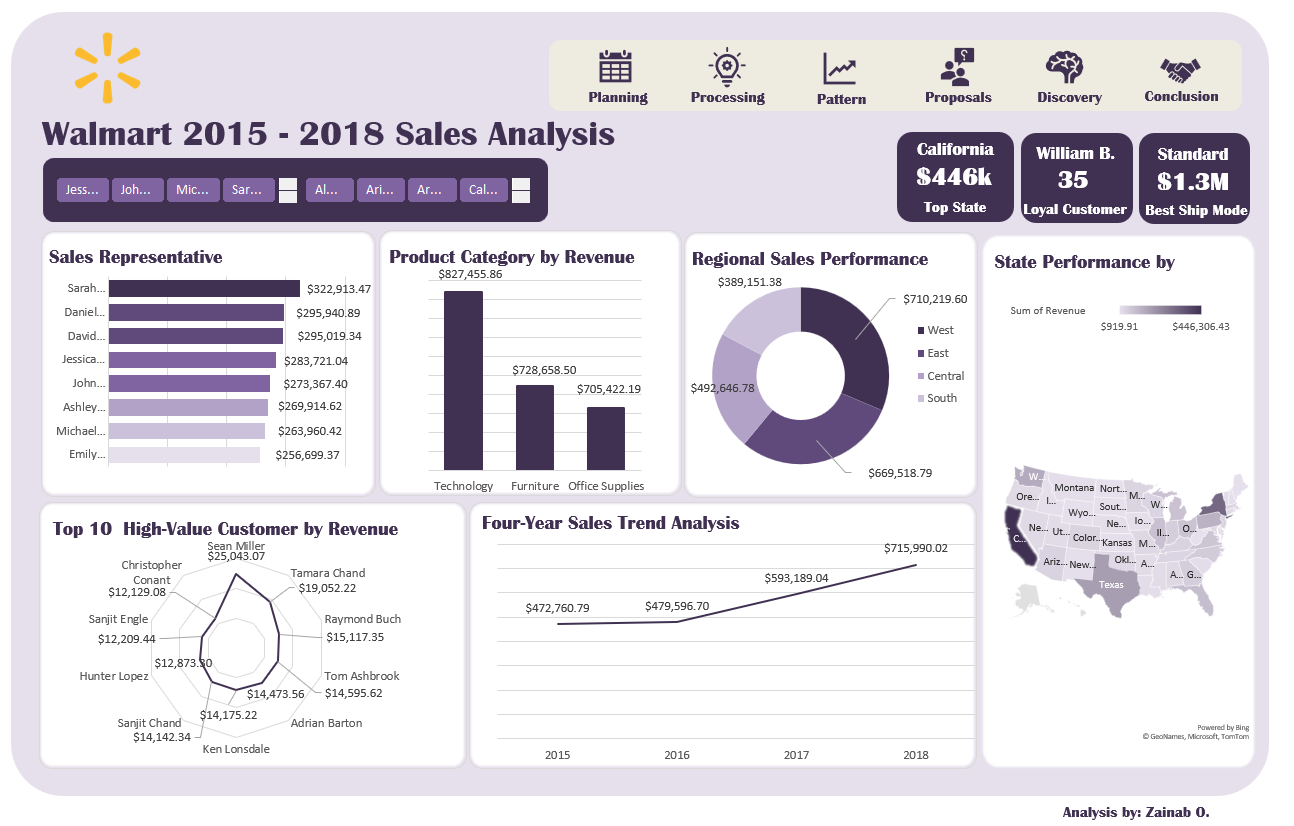 Planning
Processing
Pattern
Proposals
Discovery
Conclusion
Walmart 2015 - 2018 Sales Analysis
Jess...
Joh...
Mic...
Sar...
Al...
Ari...
Ar...
Cal...
California
$446k
Top State
William B.
35
Loyal Customer
Standard
$1.3M
Best Ship Mode
Sales Representative
Sarah... $322,913.47
Daniel... $295,940.89
David... $295,019.34
Jessica... $283,721.04
John... $273,367.40
Ashley... $269,914.62
Michael... $263,960.42
Emily... $256,699.37
Product Category by Revenue
$827,455.86
$728,658.50
$705,422.19
Technology Furniture Office Supplies
Regional Sales Performance
$389,151.38
$710,219.60
$492,646.78
$669,518.79
West
East
Central
South
State Performance by
Sum of Revenue
$919.91 $446,306.43
W...
Montana
Nort...
M...
Ore...
I...
Wyo...
Sout...
W...
Ne...
Ut...
Color...
Ne...
Kansas
Io...
Il...
O...
C...
M...
Ariz...
New...
Okl...
A...
Texas
A...
G...
Powered by Bing
© GeoNames, Microsoft, TomTom
Top 10 High-Value Customer by Revenue
Sean Miller
$25,043.07
Tamara Chand
$19,052.22
Raymond Buch
$15,117.35
Tom Ashbrook
$14,595.62
Adrian Barton
$14,473.56
Ken Lonsdale
$14,175.22
Sanjit Chand
$14,142.34
Hunter Lopez
$12,873.30
Sanjit Engle
$12,209.44
Christopher
Conant
$12,129.08
Four-Year Sales Trend Analysis
$472,760.79
$479,596.70
$593,189.04
$715,990.02
2015 2016 2017 2018
Analysis by: Zainab O.